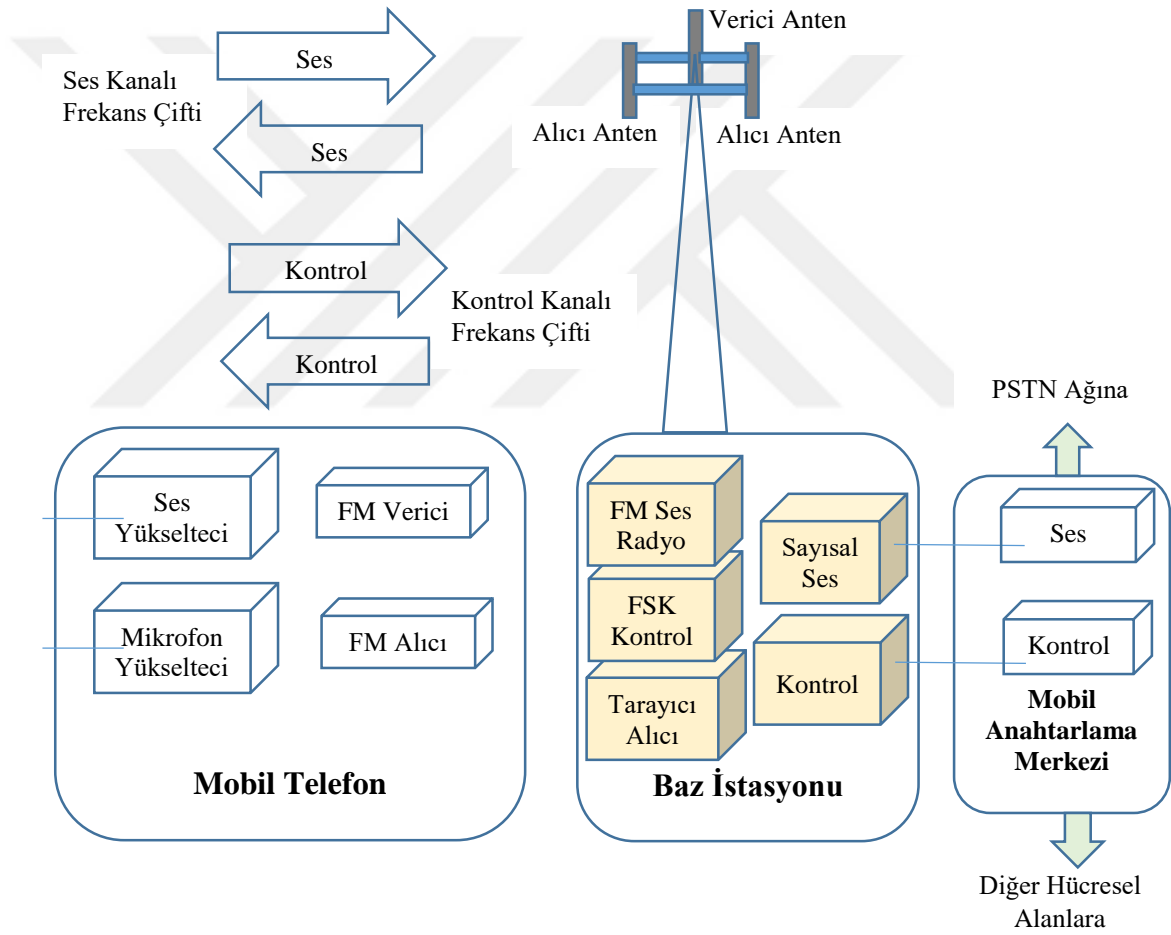 Verici Anten
Ses
Ses Kanalı
Frekans Çifti
Alıcı Anten
Alıcı Anten
Ses
Kontrol
Kontrol Kanalı
Frekans Çifti
Kontrol
PSTN Ağına
Ses
Yükselteci
FM Verici
Mikrofon
Yükselteci
FM Alıcı
Mobil Telefon
FM Ses
Radyo
Sayısal
Ses
FSK
Kontrol
Kontrol
Tarayıcı
Alıcı
Baz İstasyonu
Ses
Kontrol
Mobil
Anahtarlama
Merkezi
Diğer Hücresel
Alanlara